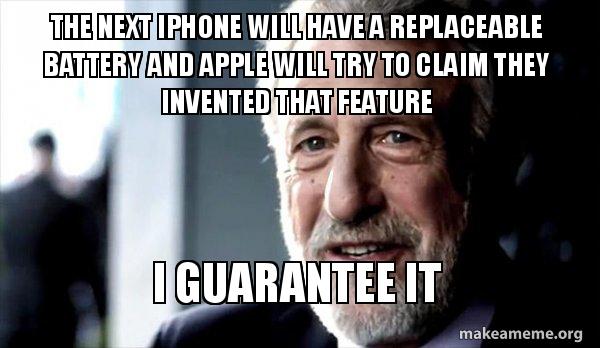 THE NEXT IPHONE WILL HAVE A REPLACEABLE
BATTERY AND APPLE WILL TRY TO CLAIM THEY
INVENTED THAT FEATURE
I GUARANTEE IT
makeameme.org